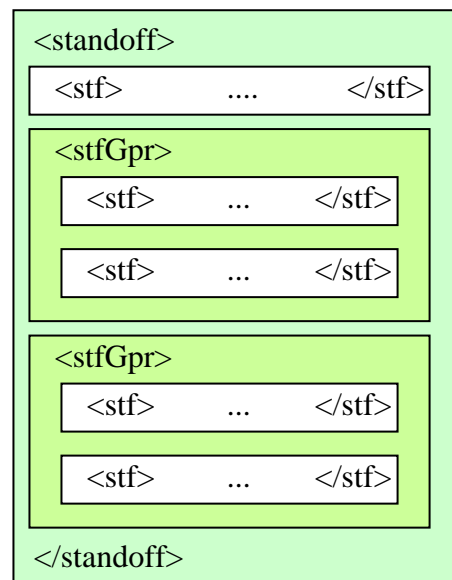 <standoff>
<stf> .... </stf>
<stfGpr>
<stf> ... </stf>
<stf> ... </stf>
<stfGpr>
<stf> ... </stf>
<stf> ... </stf>
</standoff>